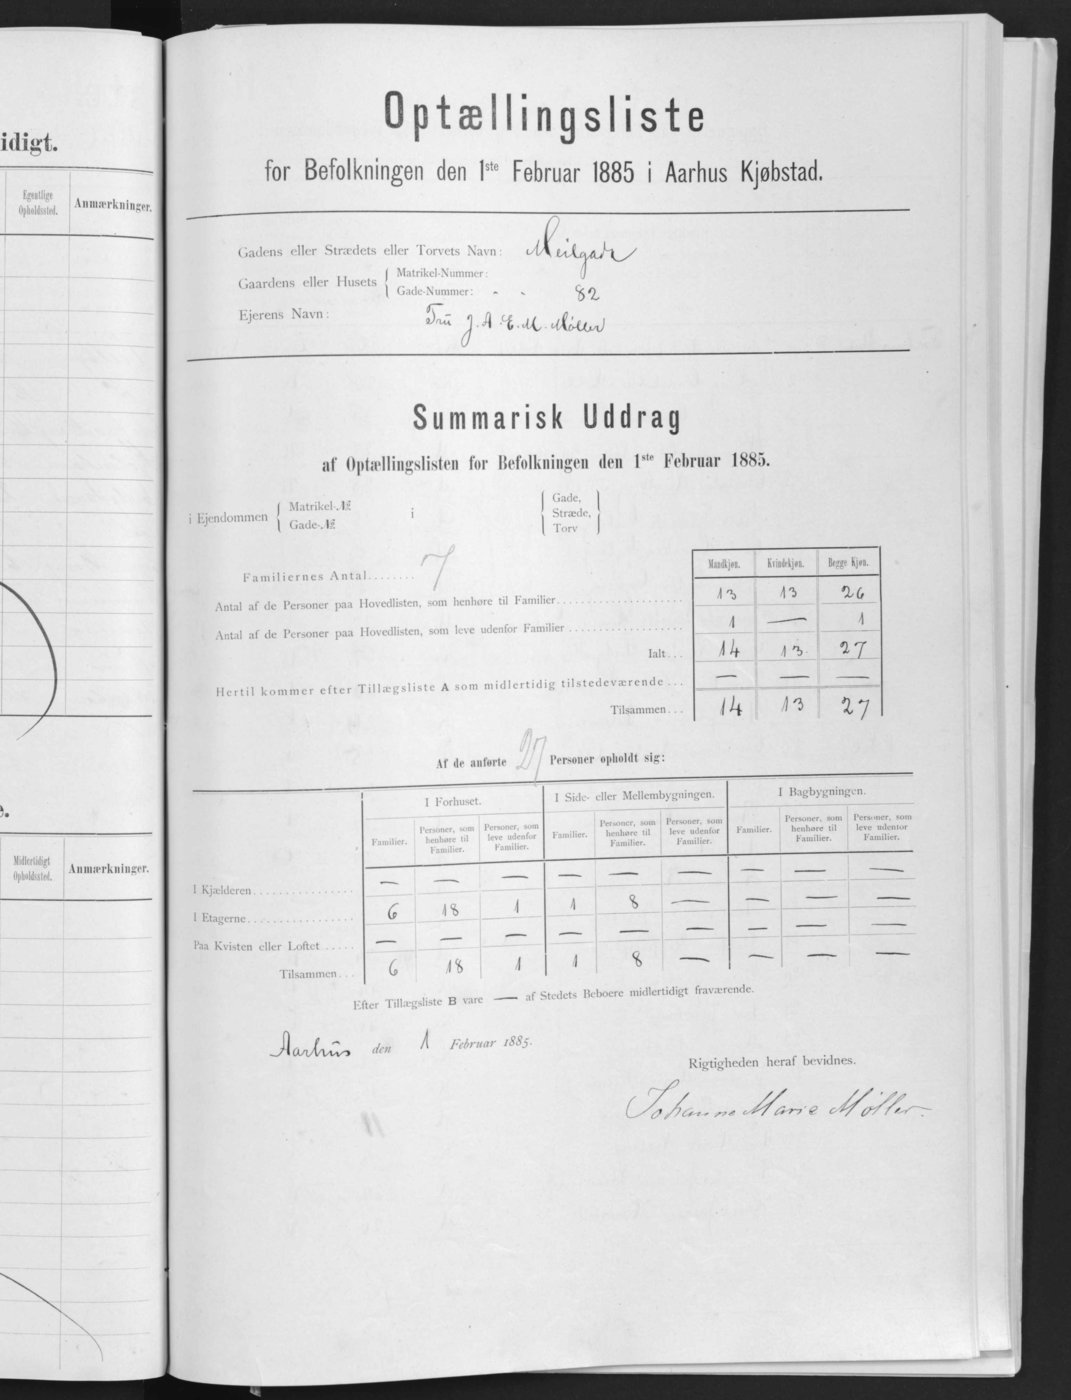 idigt.
Egentlige Opholdssted.
Anmærkninger.
e.
Midlertidigt Opholdssted.
Anmærkninger.
Optællingsliste
for Befolkningen den 1ste Februar 1885 i Aarhus Kjøbstad.
Gadens eller Strædets eller Torvets Navn: Meilgade
Gaardens eller Husets { Matrikel-Nummer:
Gade-Nummer: - - 82
Ejerens Navn: Fru J. A. E. M. Møller
Summarisk Uddrag
af Optællingslisten for Befolkningen den 1ste Februar 1885.
i Ejendommen { Matrikel-№ Gade-№ i { Gade, Stræde, Torv }
Mandkjøn. Kvindekjøn. Begge Kjøn.
Familiernes Antal........ 7
Antal af de Personer paa Hovedlisten, som henhøre til Familier.... 13 13 26
Antal af de Personer paa Hovedlisten, som leve udenfor Familier.... 1 — 1
Ialt... 14 13 27
Hertil kommer efter Tillægsliste A som midlertidig tilstedeværende... — — —
Tilsammen... 14 13 27
Af de anførte 27 Personer opholdt sig:
I Forhuset. I Side- eller Mellembygningen. I Bagbygningen.
Familier. Personer, som henhøre til Familier. Personer, som leve udenfor Familier. Familier. Personer, som henhøre til Familier. Personer, som leve udenfor Familier. Familier. Personer, som henhøre til Familier. Personer, som leve udenfor Familier.
I Kjælderen.... — — — — — — — — —
I Etagerne.... 6 18 1 1 8 — — — —
Paa Kvisten eller Loftet..... — — — — — — — — —
Tilsammen... 6 18 1 1 8 — — — —
Efter Tillægsliste B vare — af Stedets Beboere midlertidigt fraværende.
Aarhus den 1 Februar 1885.
Rigtigheden heraf bevidnes.
Johanne Marie Møller.
11